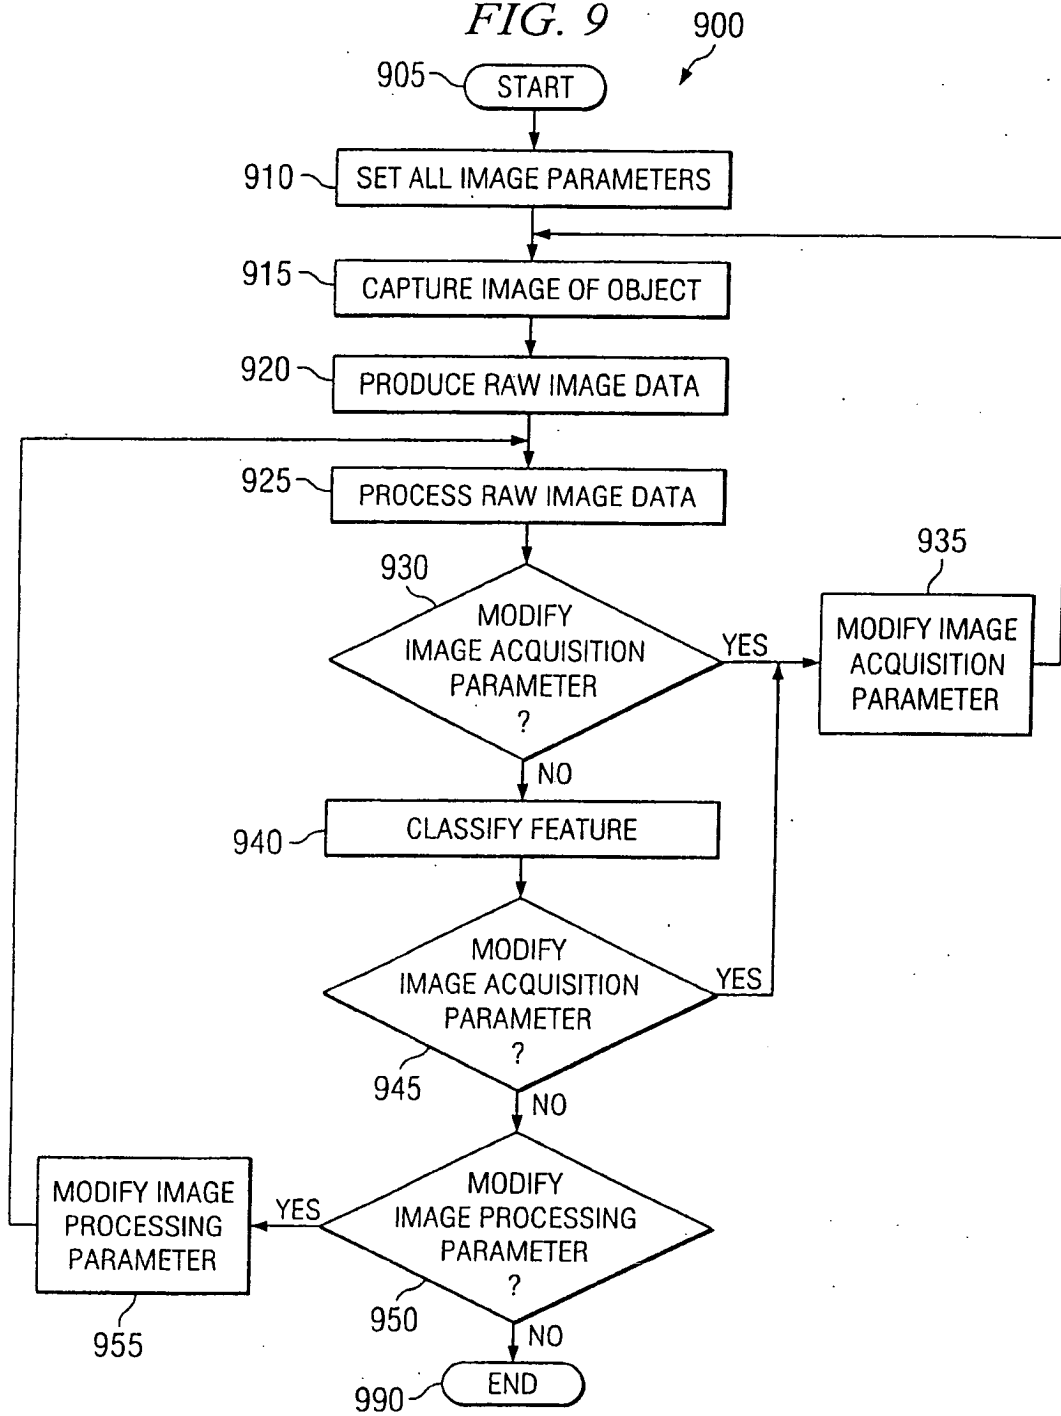 FIG. 9
900
905
START
910
SET ALL IMAGE PARAMETERS
915
CAPTURE IMAGE OF OBJECT
920
PRODUCE RAW IMAGE DATA
925
PROCESS RAW IMAGE DATA
930
MODIFY
IMAGE ACQUISITION
PARAMETER
?
YES
935
MODIFY IMAGE
ACQUISITION
PARAMETER
NO
940
CLASSIFY FEATURE
MODIFY
IMAGE ACQUISITION
PARAMETER
?
YES
945
NO
MODIFY
IMAGE PROCESSING
PARAMETER
?
950
YES
MODIFY IMAGE
PROCESSING
PARAMETER
955
NO
990
END